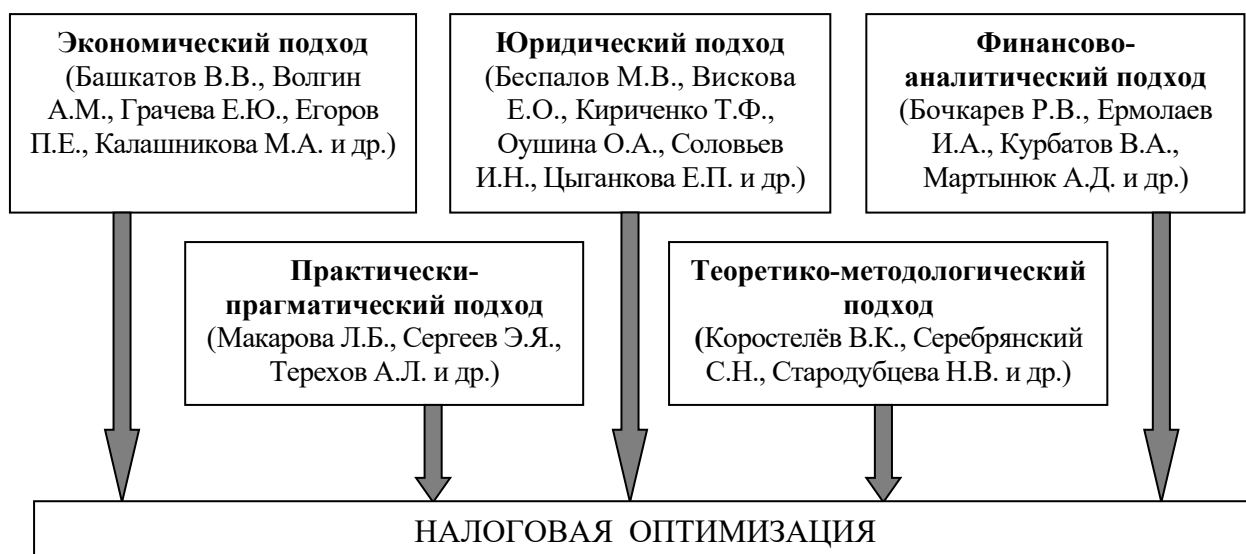 Экономический подход
(Башкатов В.В., Волгин
А.М., Грачева Е.Ю., Егоров
П.Е., Калашникова М.А. и др.)
Юридический подход
(Беспалов М.В., Вискова
Е.О., Кириченко Т.Ф.,
Оушина О.А., Соловьев
И.Н., Цыганкова Е.П. и др.)
Финансово-
аналитический подход
(Бочкарев Р.В., Ермолаев
И.А., Курбатов В.А.,
Мартынюк А.Д. и др.)
Практически-
прагматический подход
(Макарова Л.Б., Сергеев Э.Я.,
Терехов А.Л. и др.)
Теоретико-методологический
подход
(Коростелёв В.К., Серебрянский
С.Н., Стародубцева Н.В. и др.)
НАЛОГОВАЯ ОПТИМИЗАЦИЯ